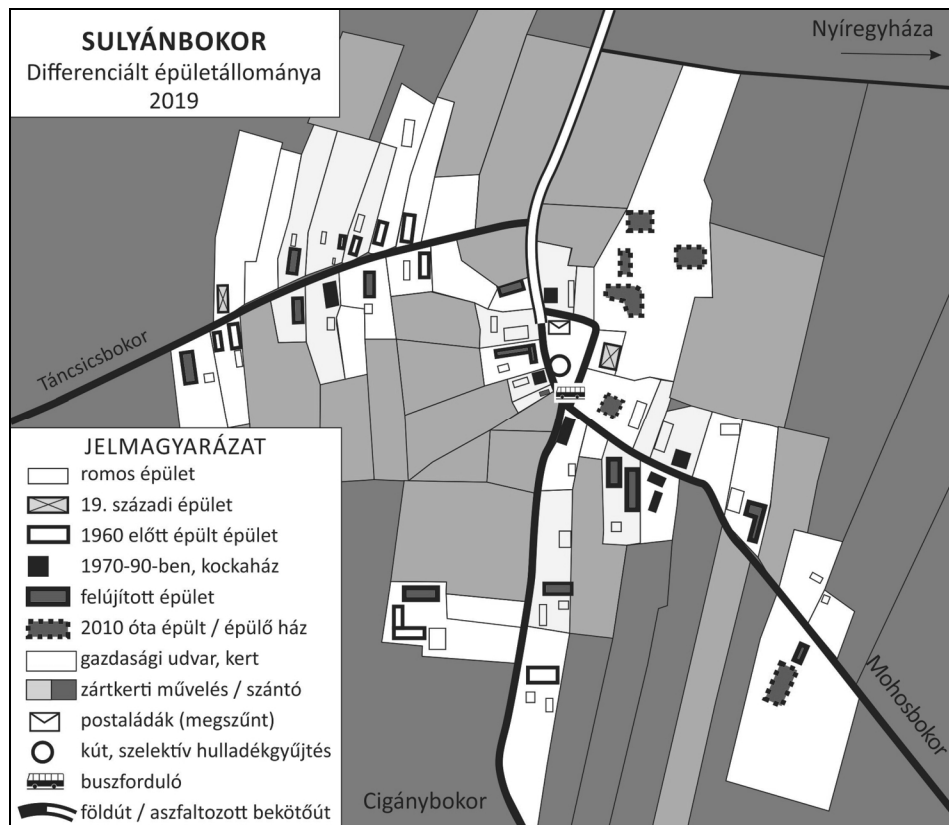 SULYÁNBOKOR
Differenciált épületállománya
2019
Nyíregyháza
Táncsicsbokor
JELMAGYARÁZAT
romos épület
19. századi épület
1960 előtt épült épület
1970-90-ben, kockaház
felújított épület
2010 óta épült / épülő ház
gazdasági udvar, kert
zártkerti művelés / szántó
postaládák (megszűnt)
kút, szelektív hulladékgyűjtés
buszforduló
földút / aszfaltozott bekötőút
Cigánybokor
Mohosbokor